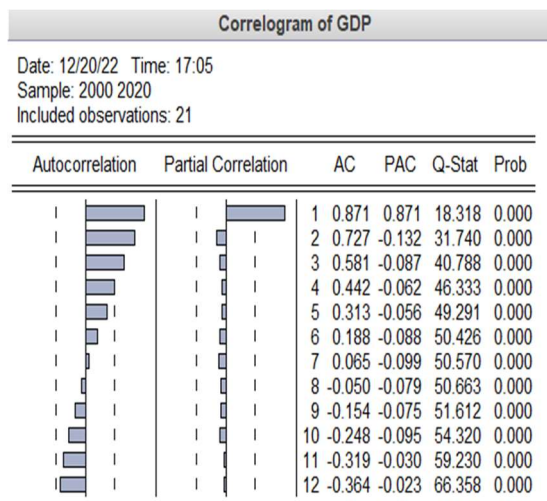 Correlogram of GDP
Date: 12/20/22 Time: 17:05
Sample: 2000 2020
Included observations: 21
Autocorrelation Partial Correlation AC PAC Q-Stat Prob
1 0.871 0.871 18.318 0.000
2 0.727 -0.132 31.740 0.000
3 0.581 -0.087 40.788 0.000
4 0.442 -0.062 46.333 0.000
5 0.313 -0.056 49.291 0.000
6 0.188 -0.088 50.426 0.000
7 0.065 -0.099 50.570 0.000
8 -0.050 -0.079 50.663 0.000
9 -0.154 -0.075 51.612 0.000
10 -0.248 -0.095 54.320 0.000
11 -0.319 -0.030 59.230 0.000
12 -0.364 -0.023 66.358 0.000